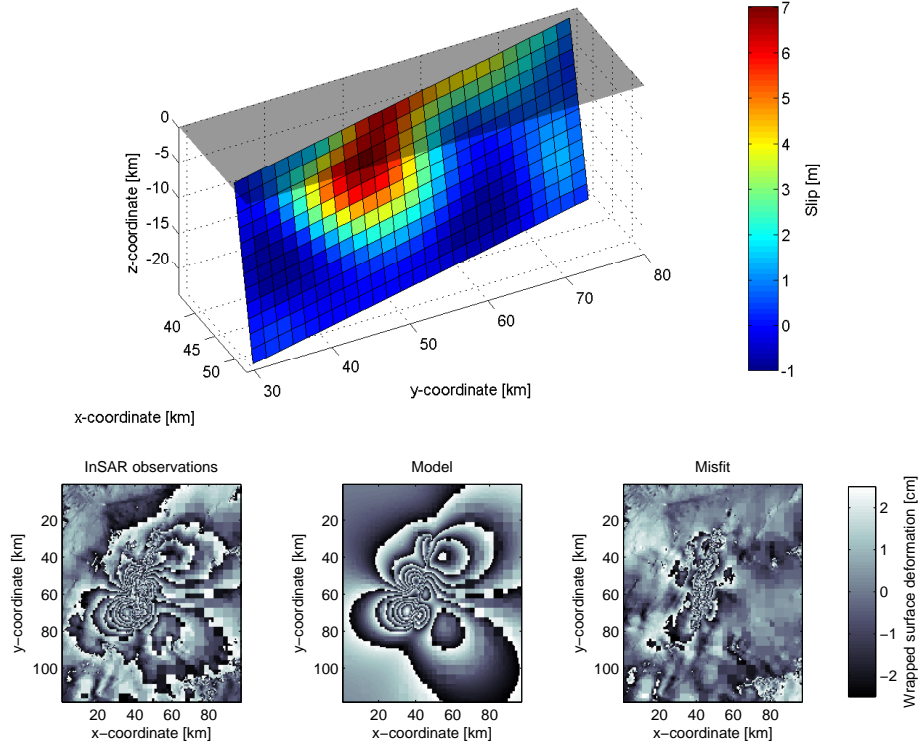 0
-5
-10
-15
-20
z-coordinate [km]
40
45
50
x-coordinate [km]
30
40
50
60
70
80
y-coordinate [km]
7
6
5
4
3
2
1
0
-1
Slip [m]
InSAR observations
20
40
60
80
100
y−coordinate [km]
20 40 60 80
x−coordinate [km]
Model
20
40
60
80
100
y−coordinate [km]
20 40 60 80
x−coordinate [km]
Misfit
20
40
60
80
100
y−coordinate [km]
20 40 60 80
x−coordinate [km]
2
1
0
−1
−2
Wrapped surface deformation [cm]